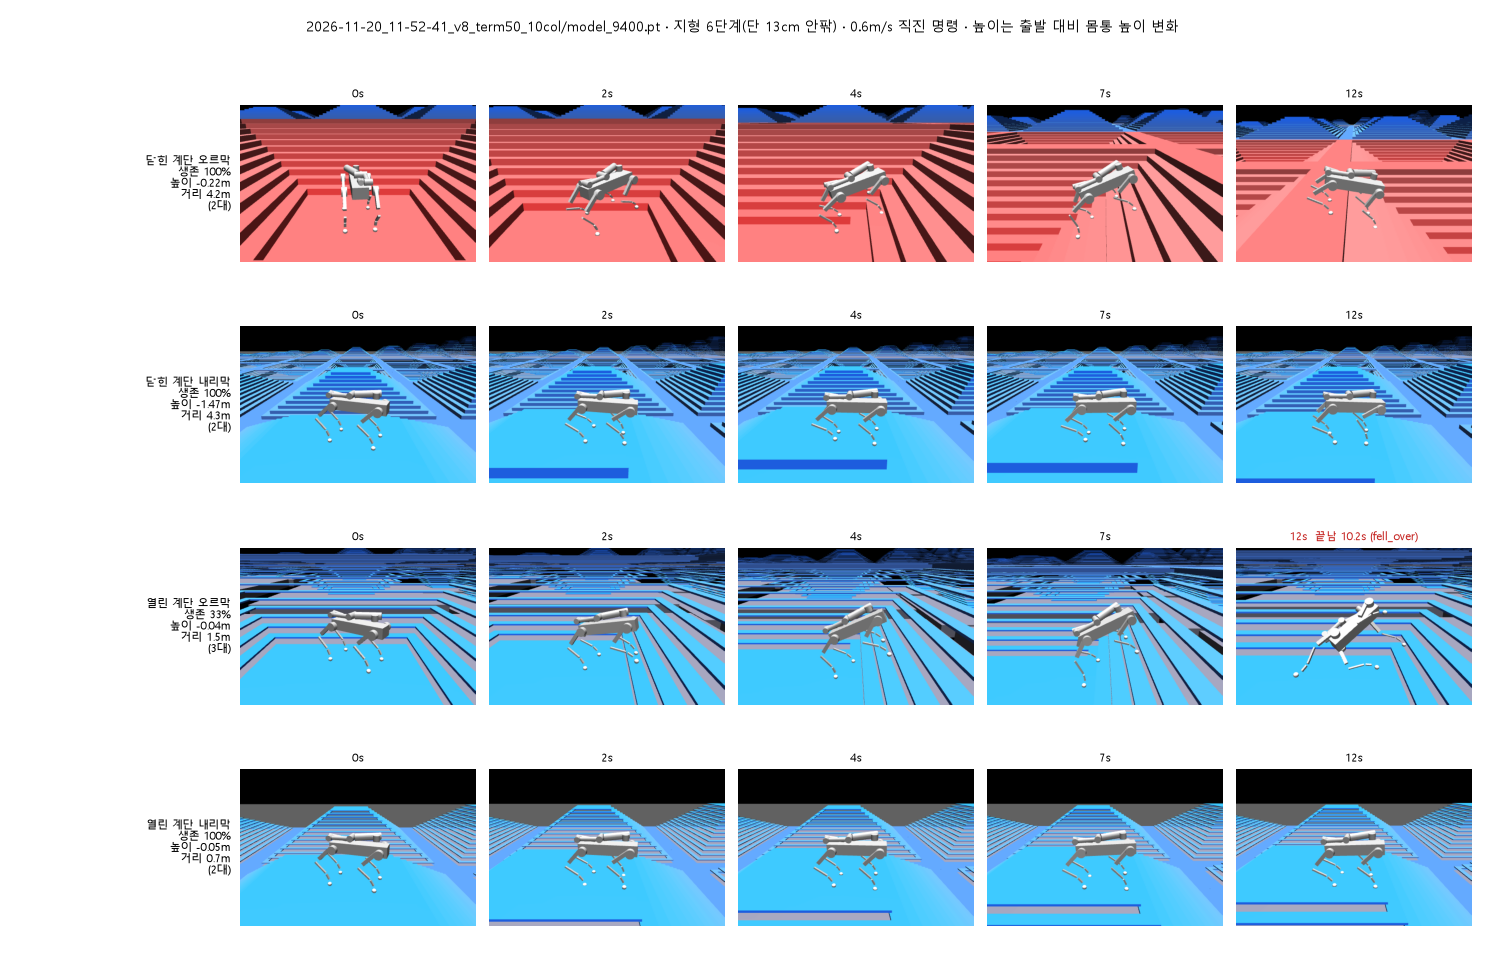 2026-11-20_11-52-41_v8_term50_10col/model_9400.pt · 지형 6단계(단 13cm 안팎) · 0.6m/s 직진 명령 · 높이는 출발 대비 몸통 높이 변화
0s 2s 4s 7s 12s
닫힌 계단 오르막
생존 100%
높이 -0.22m
거리 4.2m
(2대)
0s 2s 4s 7s 12s
닫힌 계단 내리막
생존 100%
높이 -1.47m
거리 4.3m
(2대)
0s 2s 4s 7s 12s 끝남 10.2s (fell_over)
열린 계단 오르막
생존 33%
높이 -0.04m
거리 1.5m
(3대)
0s 2s 4s 7s 12s
열린 계단 내리막
생존 100%
높이 -0.05m
거리 0.7m
(2대)